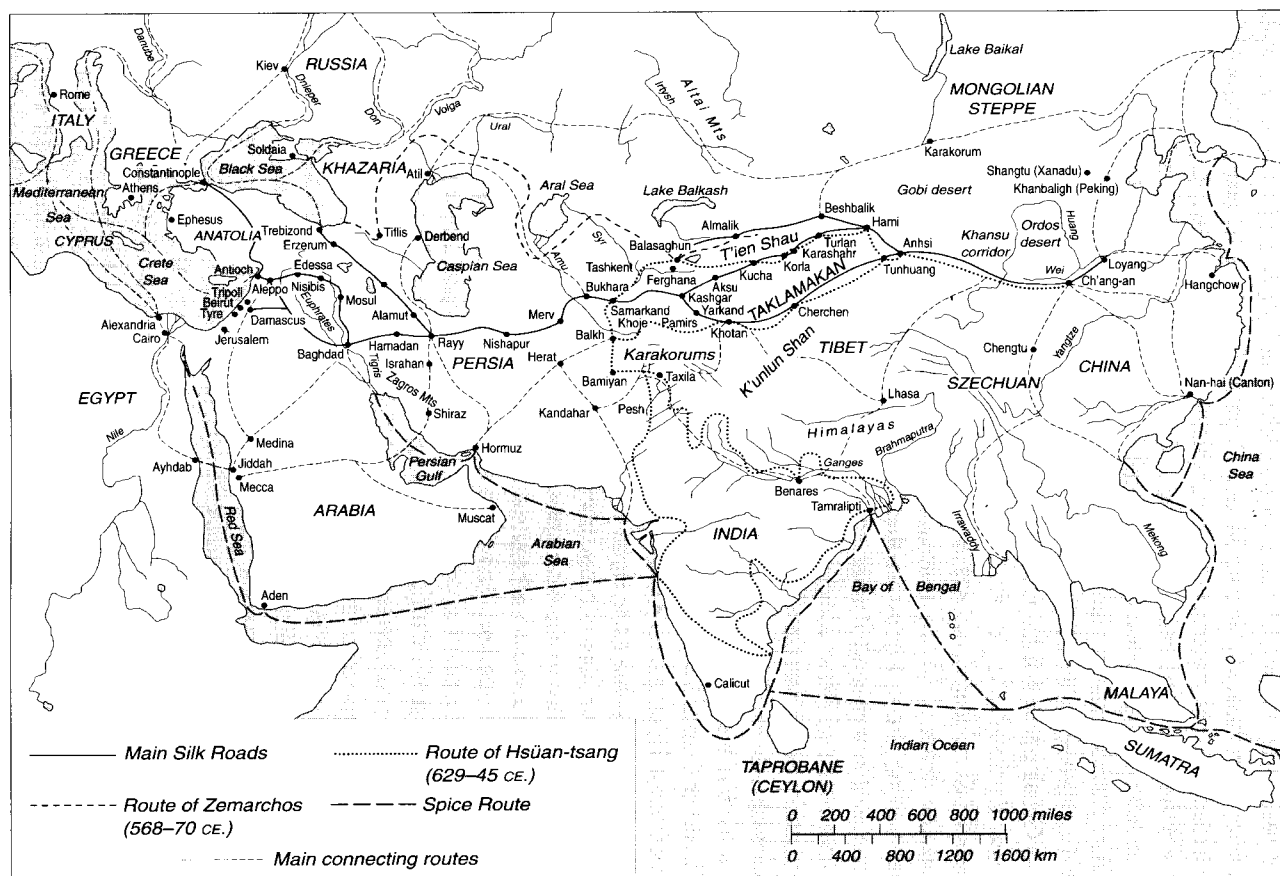 Danube
Kiev
RUSSIA
Dnieper
Don
Volga
Ural
Irtysh
Altai Mts
Lake Baikal
MONGOLIAN
STEPPE
Rome
ITALY
GREECE
Constantinople
Athens
Soldaia
Black Sea
KHAZARIA
Atil
Aral Sea
Lake Balkash
Karakorum
Gobi desert
Shangtu (Xanadu)
Khanbaligh (Peking)
Mediterranean
Sea
Ephesus
ANATOLIA
Trebizond
Erzerum
Tiflis
Derbend
Caspian Sea
Syr
Amu
Almalik
Beshbalik
Hami
Balasaghun
T'ien Shau
Turlan
Karashahr
Korla
Anhsi
Khansu
corridor
Ordos
desert
Huang
CYPRUS
Crete
Sea
Antioch
Edessa
Tashkent
Ferghana
Kucha
Aksu
Tunhuang
Wei
Loyang
Tripoli
Beirut
Tyre
Aleppo
Nisibis
Euphrates
Mosul
Bukhara
Kashgar
TAKLAMAKAN
Ch'ang-an
Hangchow
Alexandria
Cairo
Damascus
Jerusalem
Alamut
Merv
Samarkand
Khoje
Yarkand
Pamirs
Khotan
Cherchen
Baghdad
Hamadan
Rayy
Nishapur
Balkh
Karakorums
K'unlun Shan
TIBET
Chengtu
Yangtze
CHINA
Tigris
Israhan
PERSIA
Herat
Bamiyan
Taxila
SZECHUAN
EGYPT
Zagros Mts
Shiraz
Kandahar
Pesh
Lhasa
Nan-hai (Canton)
Nile
Medina
Hormuz
Himalayas
Brahmaputra
Ayhdab
Jiddah
Mecca
Persian
Gulf
Ganges
Benares
China
Sea
ARABIA
Muscat
Tamralipti
Red Sea
Arabian
Sea
INDIA
Irrawaddy
Mekong
Aden
Bay of
Bengal
Calicut
MALAYA
SUMATRA
Indian Ocean
TAPROBANE
(CEYLON)
Main Silk Roads
Route of Hsüan-tsang
(629–45 CE.)
Route of Zemarchos
(568–70 CE.)
Spice Route
Main connecting routes
0 200 400 600 800 1000 miles
0 400 800 1200 1600 km